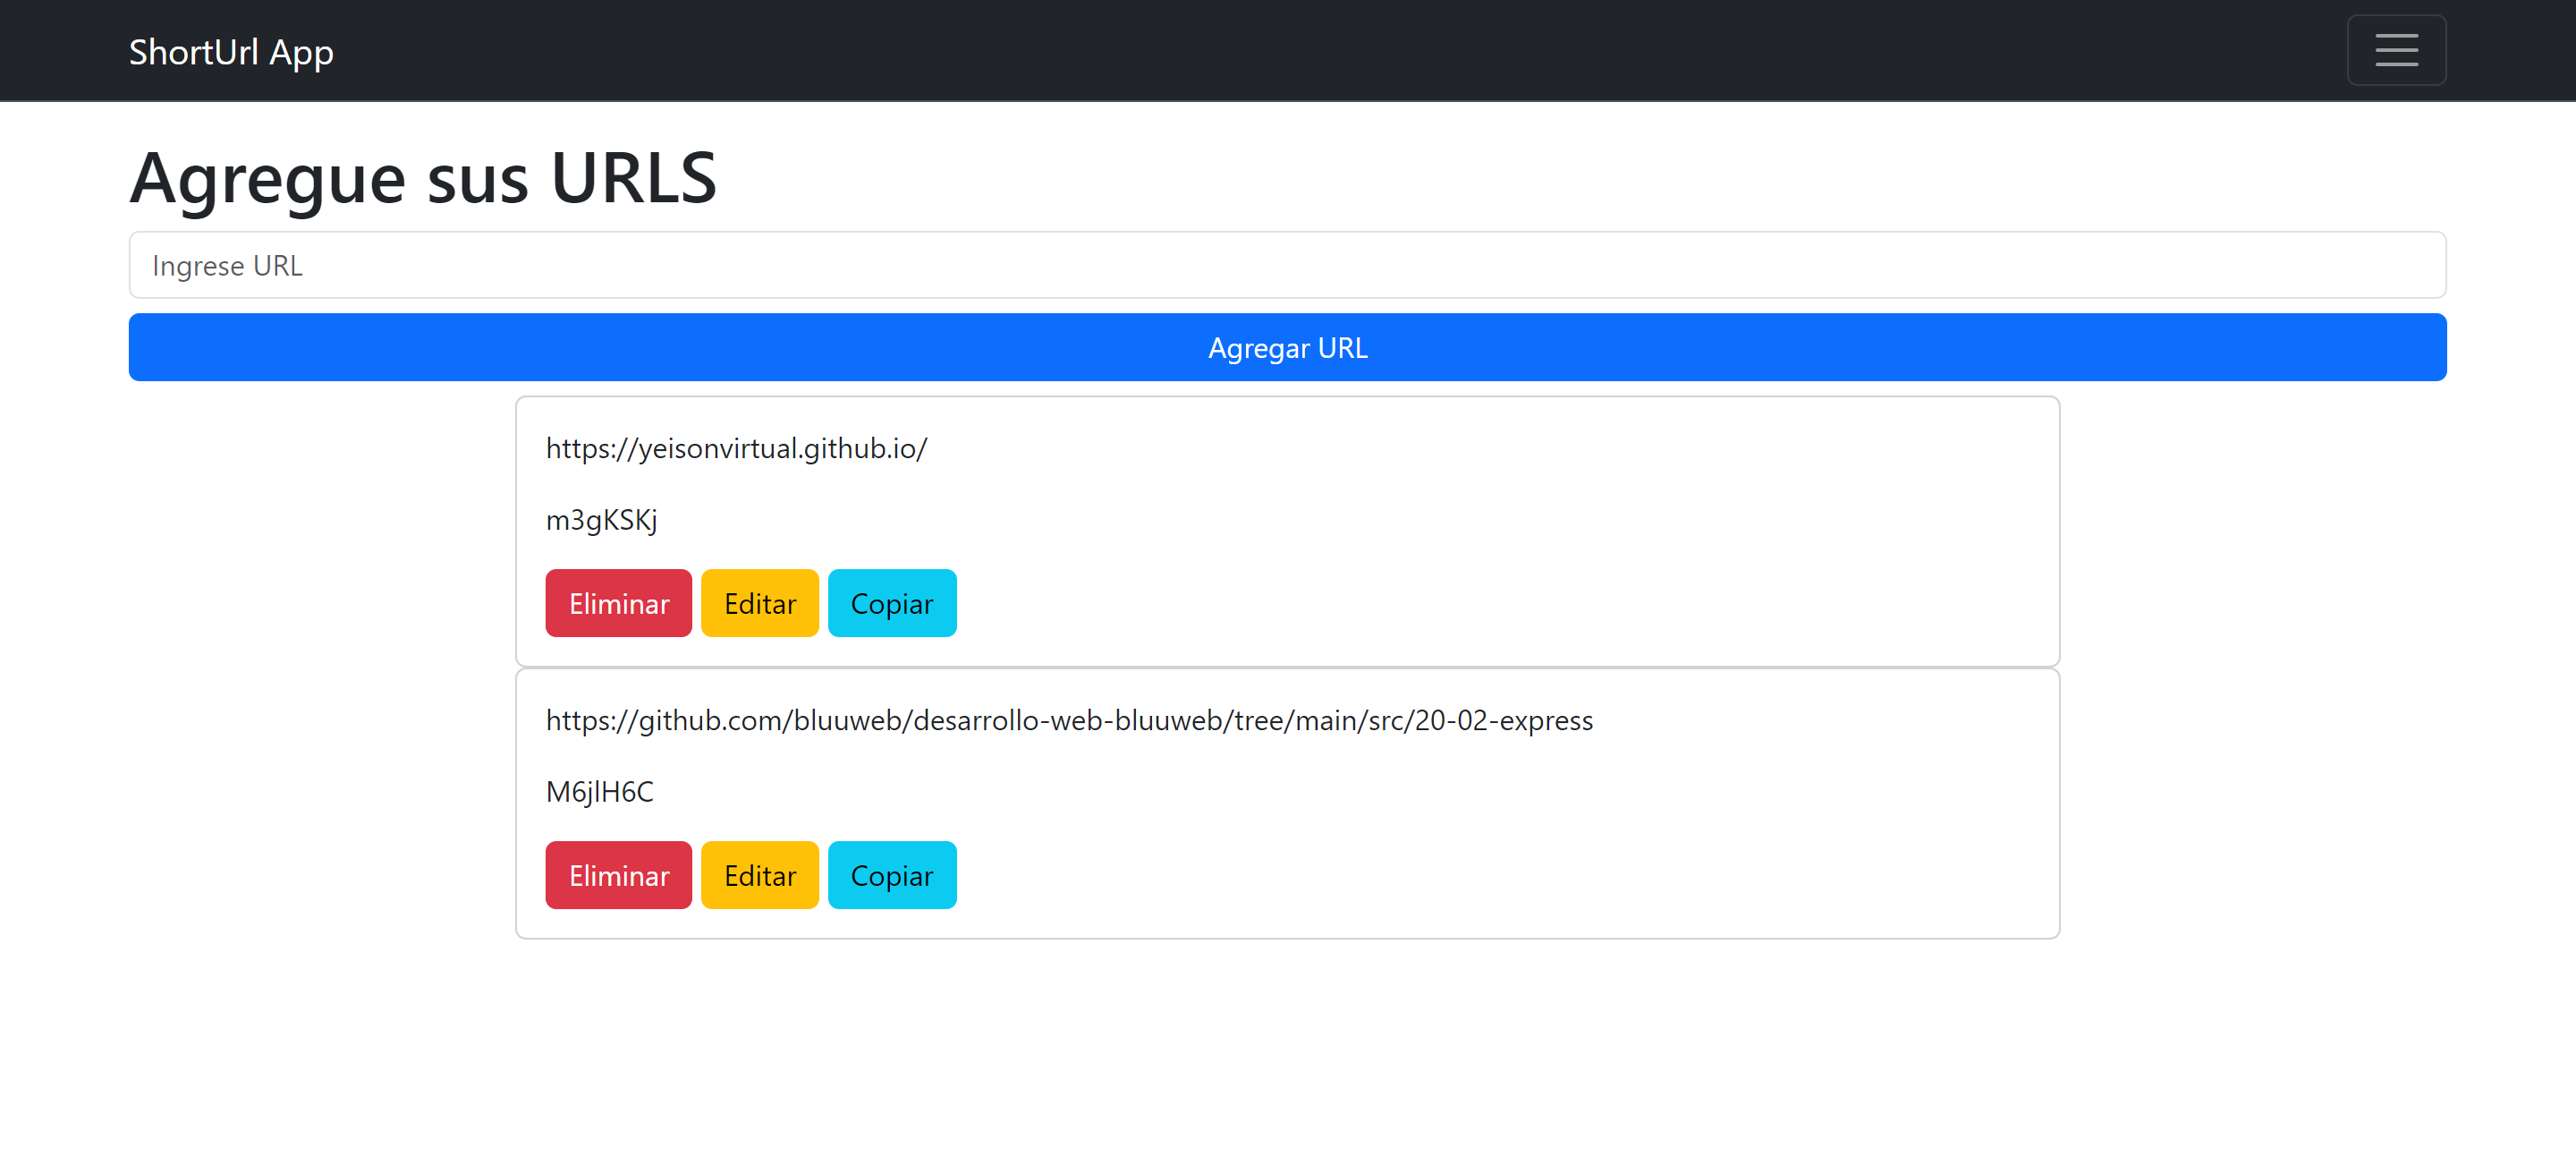 ShortUrl App
Agregue sus URLS
Ingrese URL
Agregar URL
https://yeisonvirtual.github.io/
m3gKSKj
Eliminar Editar Copiar
https://github.com/bluuweb/desarrollo-web-bluuweb/tree/main/src/20-02-express
M6jlH6C
Eliminar Editar Copiar